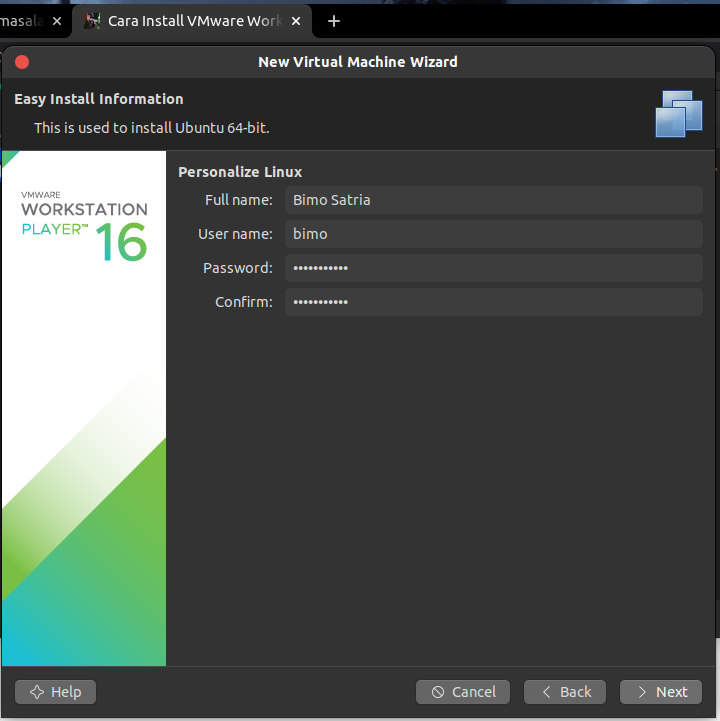 masala
Cara Install VMware Work
New Virtual Machine Wizard
Easy Install Information
This is used to install Ubuntu 64-bit.
VMWARE
WORKSTATION
PLAYER™ 16
Personalize Linux
Full name: Bimo Satria
User name: bimo
Password: •••••••••••
Confirm: •••••••••••
Help
Cancel
Back
Next